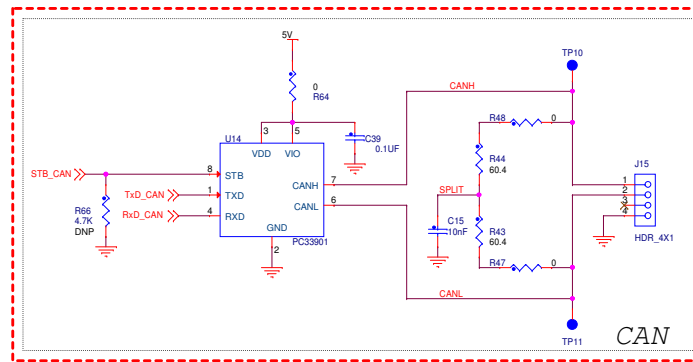 5V
TP10
0
R64
CANH
U14
3
5
VDD
VIO
C39
0.1UF
R48
0
R44
60.4
J15
STB_CAN
8
STB
TxD_CAN
1
TXD
CANH
7
RxD_CAN
4
RXD
CANL
6
SPLIT
1
2
3
4
R66
4.7K
DNP
GND
2
PC33901
C15
10nF
R43
60.4
HDR_4X1
R47
0
CANL
TP11
CAN